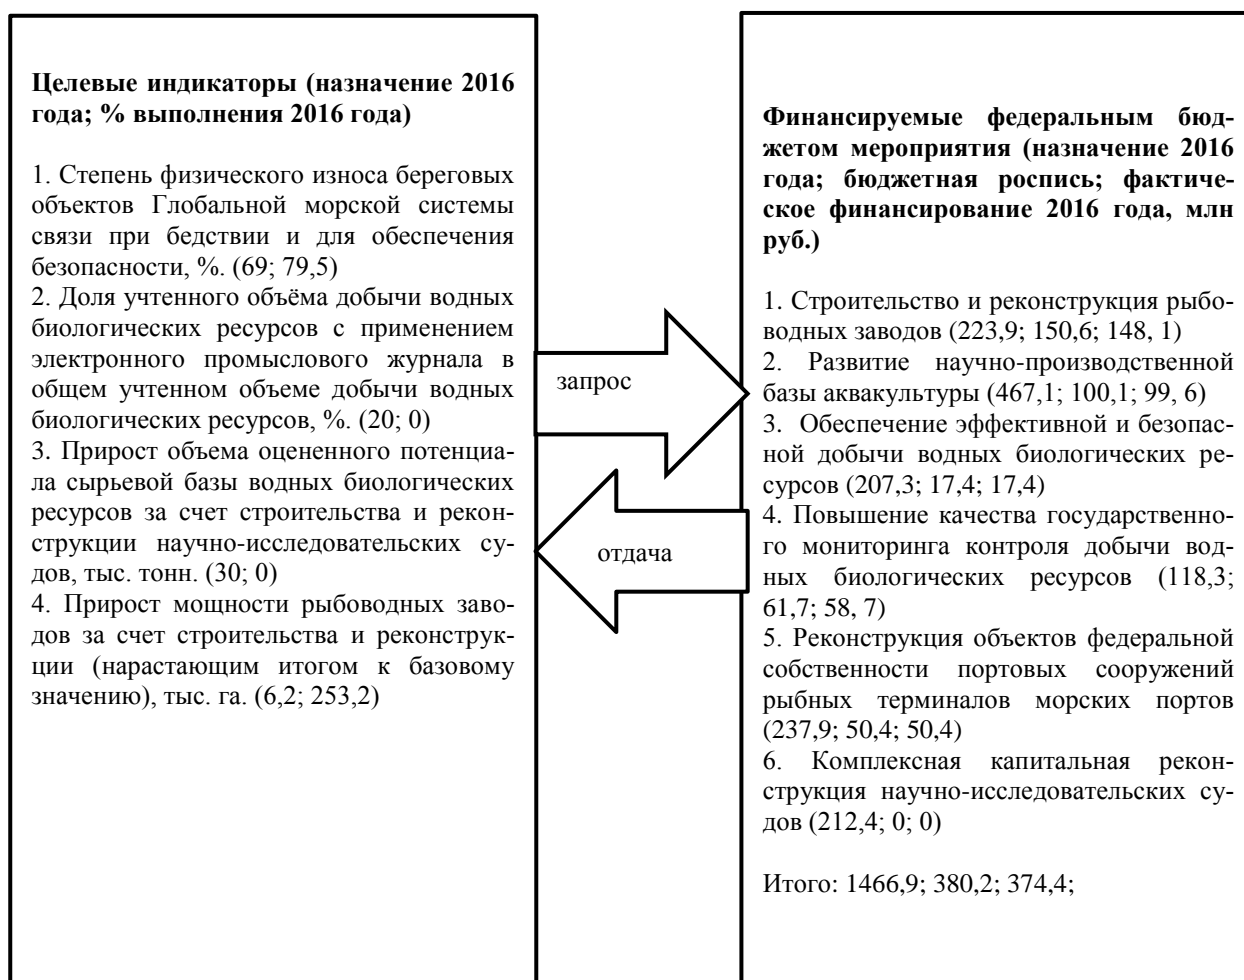 Целевые индикаторы (назначение 2016
года; % выполнения 2016 года)
1. Степень физического износа береговых
объектов Глобальной морской системы
связи при бедствии и для обеспечения
безопасности, %. (69; 79,5)
2. Доля учтенного объёма добычи водных
биологических ресурсов с применением
электронного промыслового журнала в
общем учтенном объеме добычи водных
биологических ресурсов, %. (20; 0)
3. Прирост объема оцененного потенциа-
ла сырьевой базы водных биологических
ресурсов за счет строительства и рекон-
струкции научно-исследовательских су-
дов, тыс. тонн. (30; 0)
4. Прирост мощности рыбоводных заво-
дов за счет строительства и реконструк-
ции (нарастающим итогом к базовому
значению), тыс. га. (6,2; 253,2)
запрос
отдача
Финансируемые федеральным бюд-
жетом мероприятия (назначение 2016
года; бюджетная роспись; фактиче-
ское финансирование 2016 года, млн
руб.)
1. Строительство и реконструкция рыбо-
водных заводов (223,9; 150,6; 148, 1)
2. Развитие научно-производственной
базы аквакультуры (467,1; 100,1; 99, 6)
3. Обеспечение эффективной и безопас-
ной добычи водных биологических ре-
сурсов (207,3; 17,4; 17,4)
4. Повышение качества государственно-
го мониторинга контроля добычи вод-
ных биологических ресурсов (118,3;
61,7; 58, 7)
5. Реконструкция объектов федеральной
собственности портовых сооружений
рыбных терминалов морских портов
(237,9; 50,4; 50,4)
6. Комплексная капитальная рекон-
струкция научно-исследовательских су-
дов (212,4; 0; 0)
Итого: 1466,9; 380,2; 374,4;